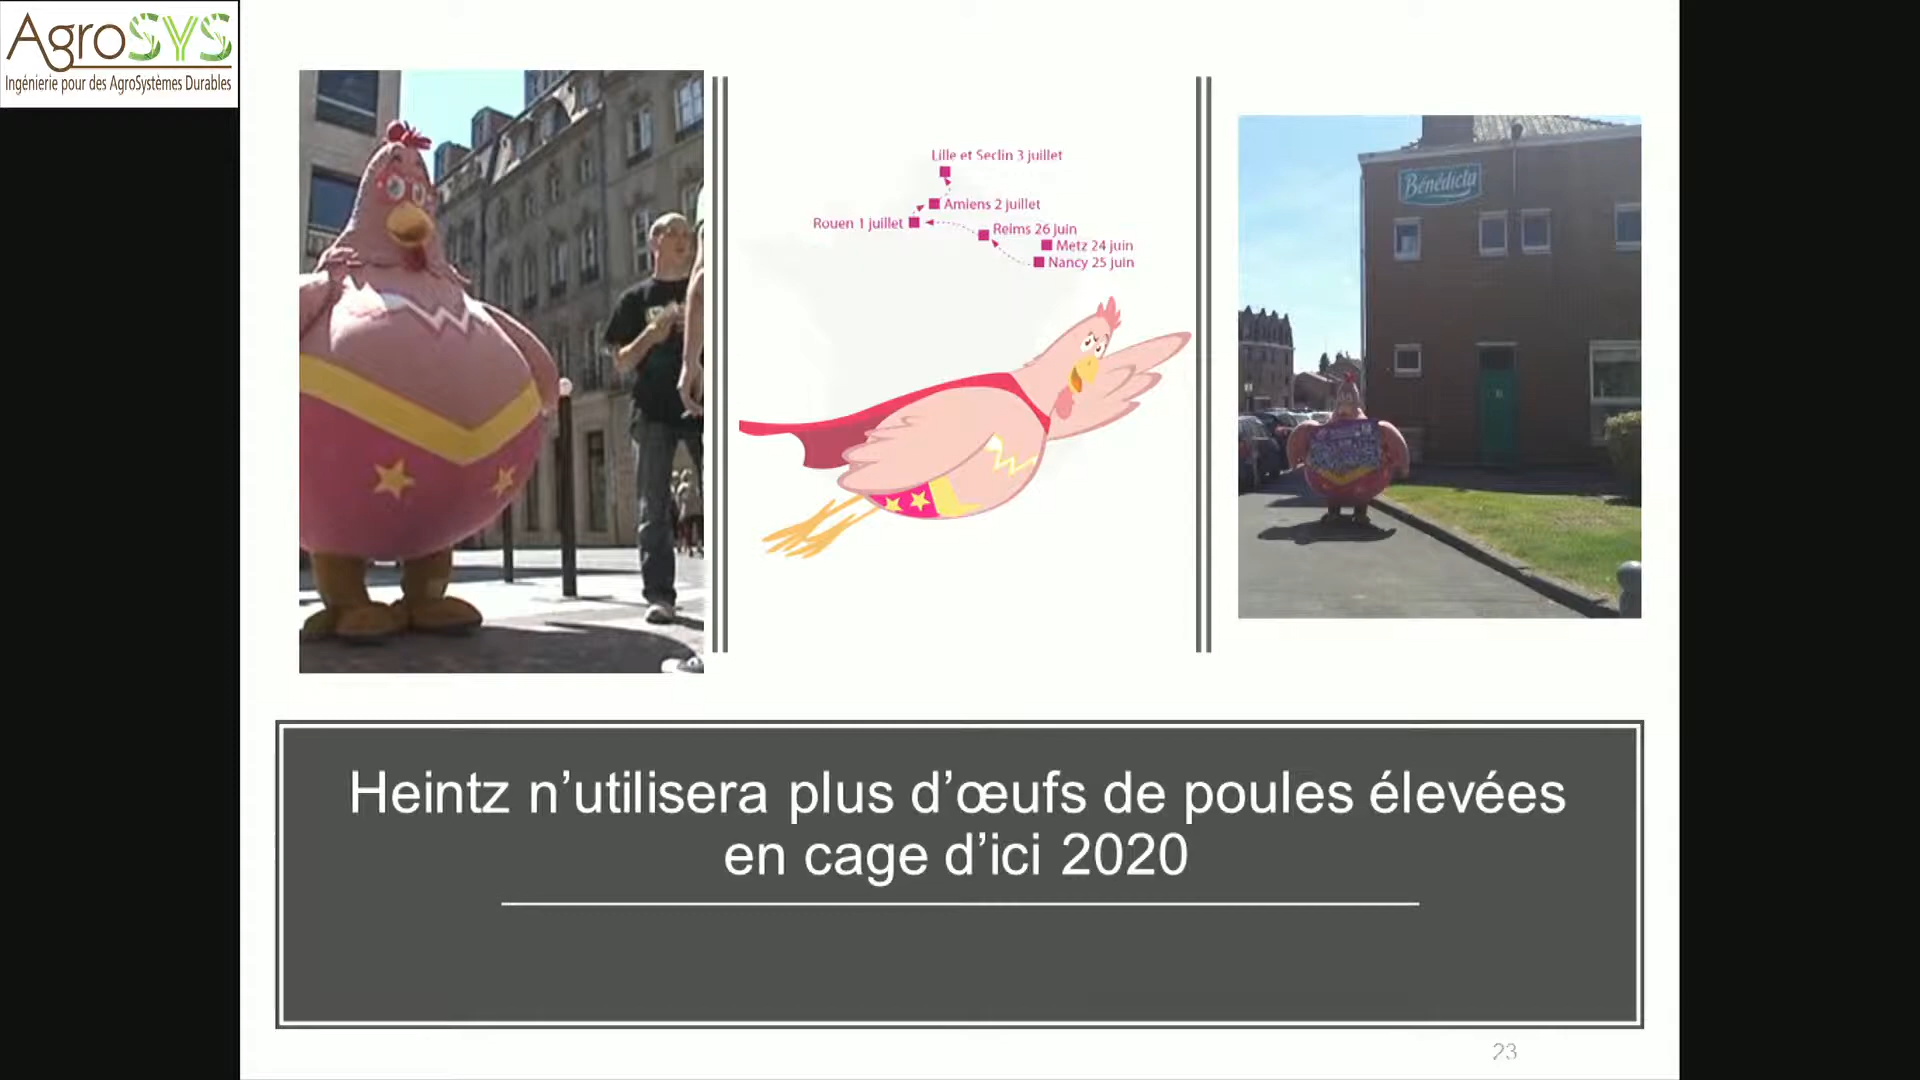 AgroSYS
Ingénierie pour des AgroSystèmes Durables
Lille et Seclin 3 juillet
Amiens 2 juillet
Rouen 1 juillet
Reims 26 juin
Metz 24 juin
Nancy 25 juin
Bénédicta
Heintz n’utilisera plus d’œufs de poules élevées
en cage d’ici 2020
23